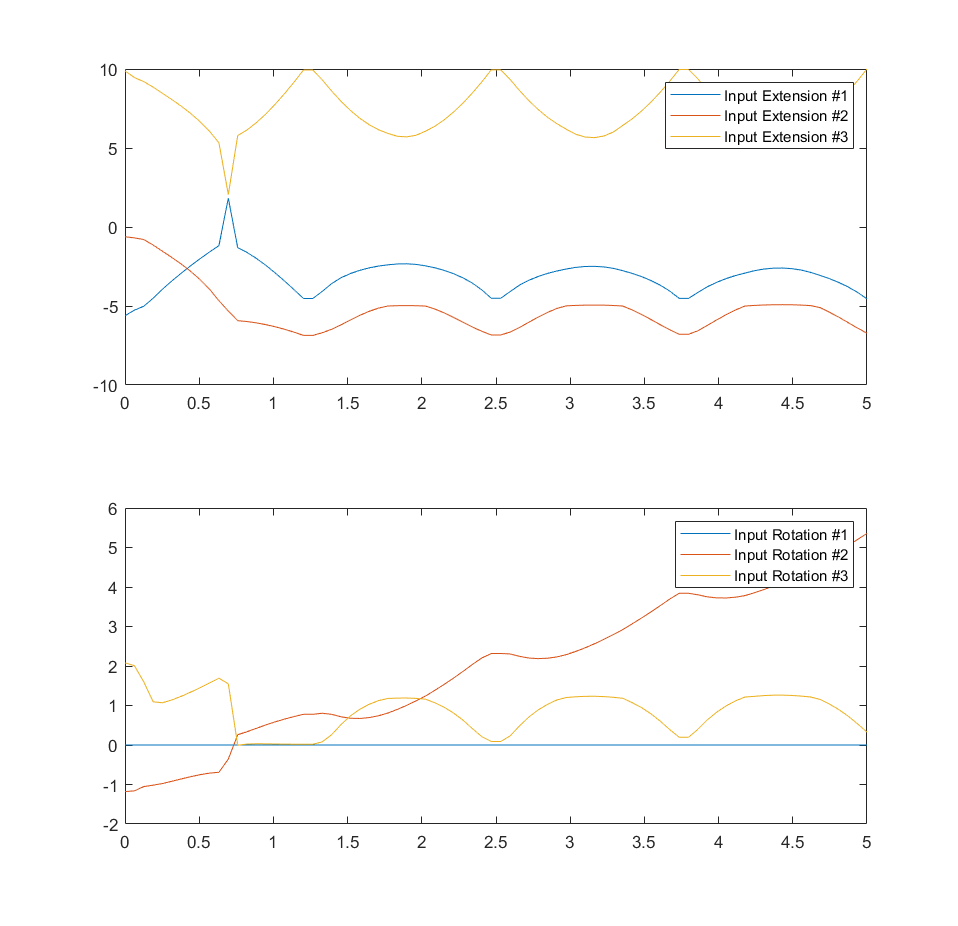 10
5
0
-5
-10
0 0.5 1 1.5 2 2.5 3 3.5 4 4.5 5
Input Extension #1
Input Extension #2
Input Extension #3
6
5
4
3
2
1
0
-1
-2
0 0.5 1 1.5 2 2.5 3 3.5 4 4.5 5
Input Rotation #1
Input Rotation #2
Input Rotation #3